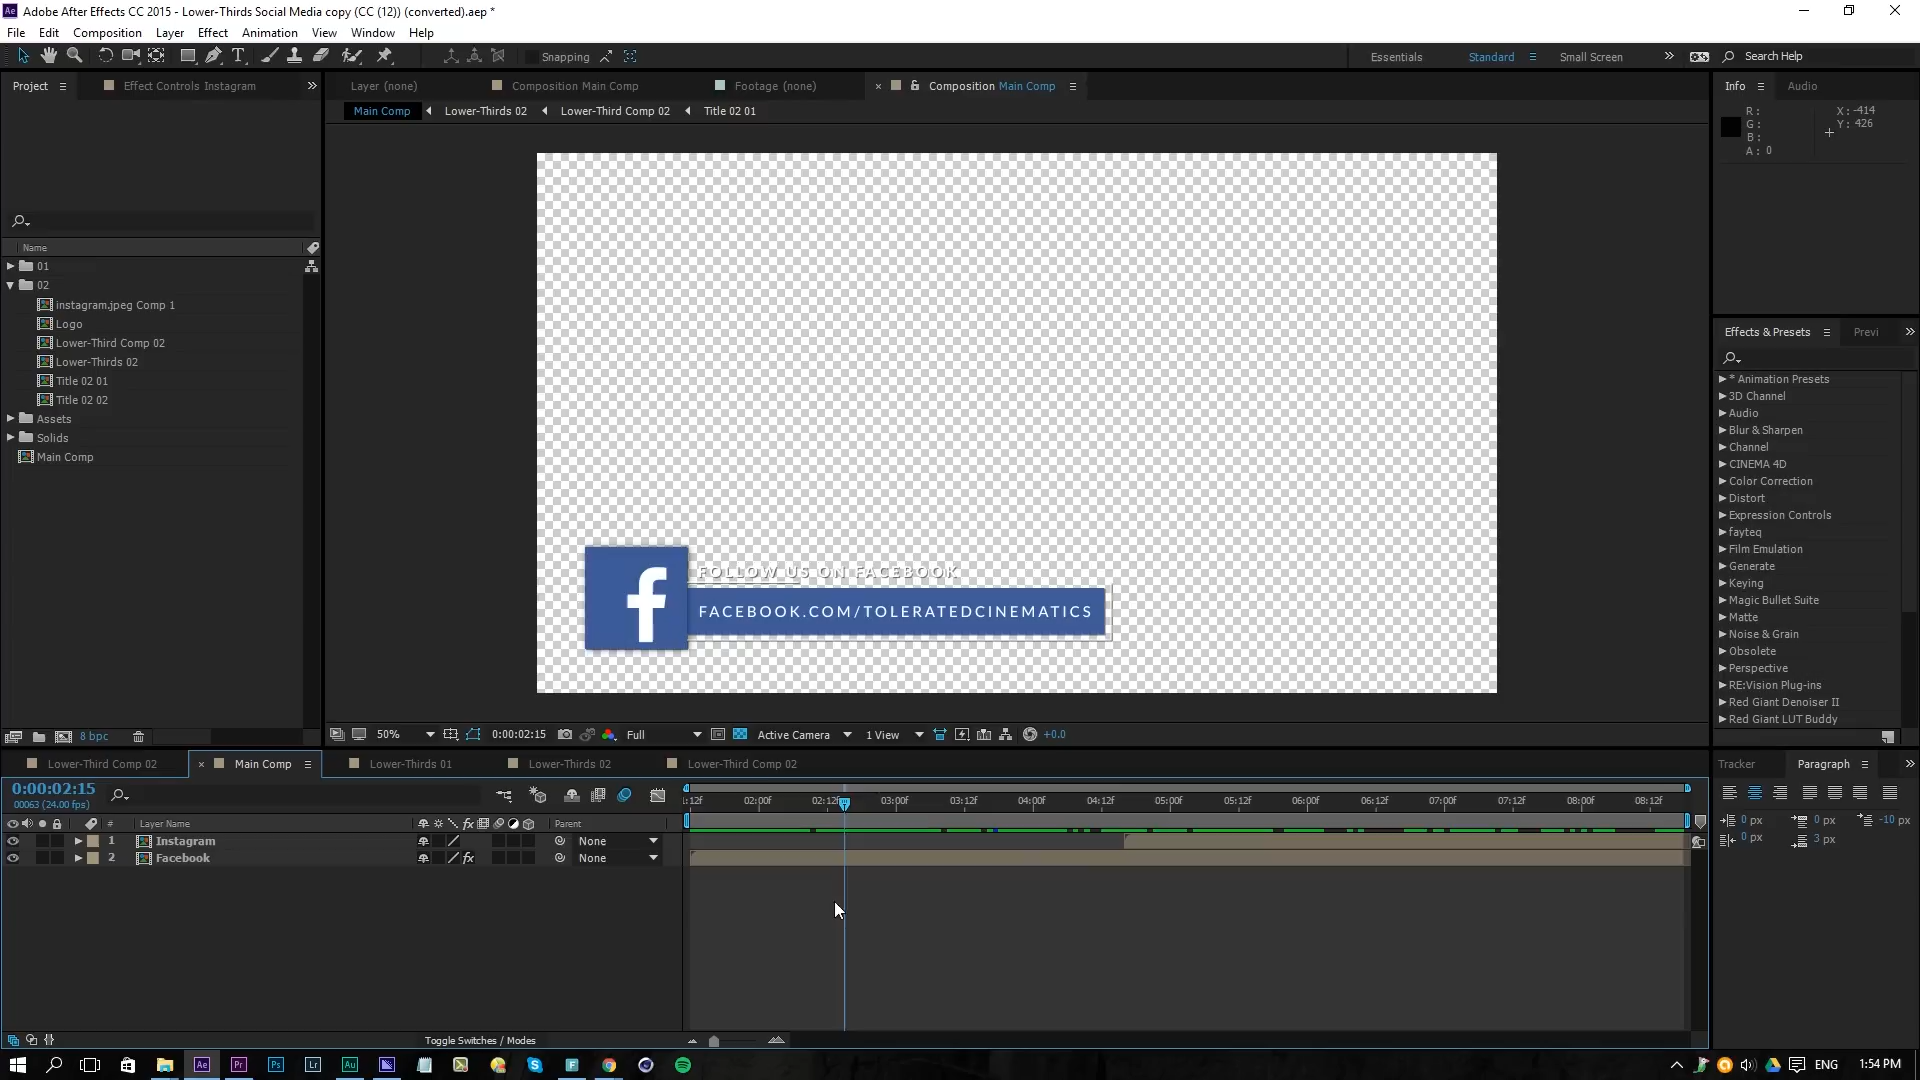 Adobe After Effects CC 2015 - Lower-Thirds Social Media copy (CC (12)) (converted).aep *
File Edit Composition Layer Effect Animation View Window Help
Snapping
Essentials Standard Small Screen Search Help
Project Effect Controls Instagram
Layer (none) Composition Main Comp Footage (none) Composition Main Comp
Info Audio
Main Comp Lower-Thirds 02 Lower-Third Comp 02 Title 02 01
R :
G :
B :
A : 0
X : -414
Y : 426
Name
01
02
instagram.jpeg Comp 1
Logo
Lower-Third Comp 02
Lower-Thirds 02
Title 02 01
Title 02 02
Assets
Solids
Main Comp
8 bpc
f
FOLLOW US ON FACEBOOK
FACEBOOK.COM/TOLERATEDCINEMATICS
50% 0:00:02:15 Full Active Camera 1 View +0.0
Effects & Presets Previ
* Animation Presets
3D Channel
Audio
Blur & Sharpen
Channel
CINEMA 4D
Color Correction
Distort
Expression Controls
fayteq
Film Emulation
Generate
Keying
Magic Bullet Suite
Matte
Noise & Grain
Obsolete
Perspective
RE:Vision Plug-ins
Red Giant Denoiser II
Red Giant LUT Buddy
Tracker Paragraph
0 px 0 px -10 px
0 px 3 px
Lower-Third Comp 02 Main Comp Lower-Thirds 01 Lower-Thirds 02 Lower-Third Comp 02
0:00:02:15
00063 (24.00 fps)
:12f 02:00f 02:12f 03:00f 03:12f 04:00f 04:12f 05:00f 05:12f 06:00f 06:12f 07:00f 07:12f 08:00f 08:12f
# Layer Name fx Parent
1 Instagram None
2 Facebook fx None
Toggle Switches / Modes
Ae Pr Ps Lr Au F
ENG 1:54 PM